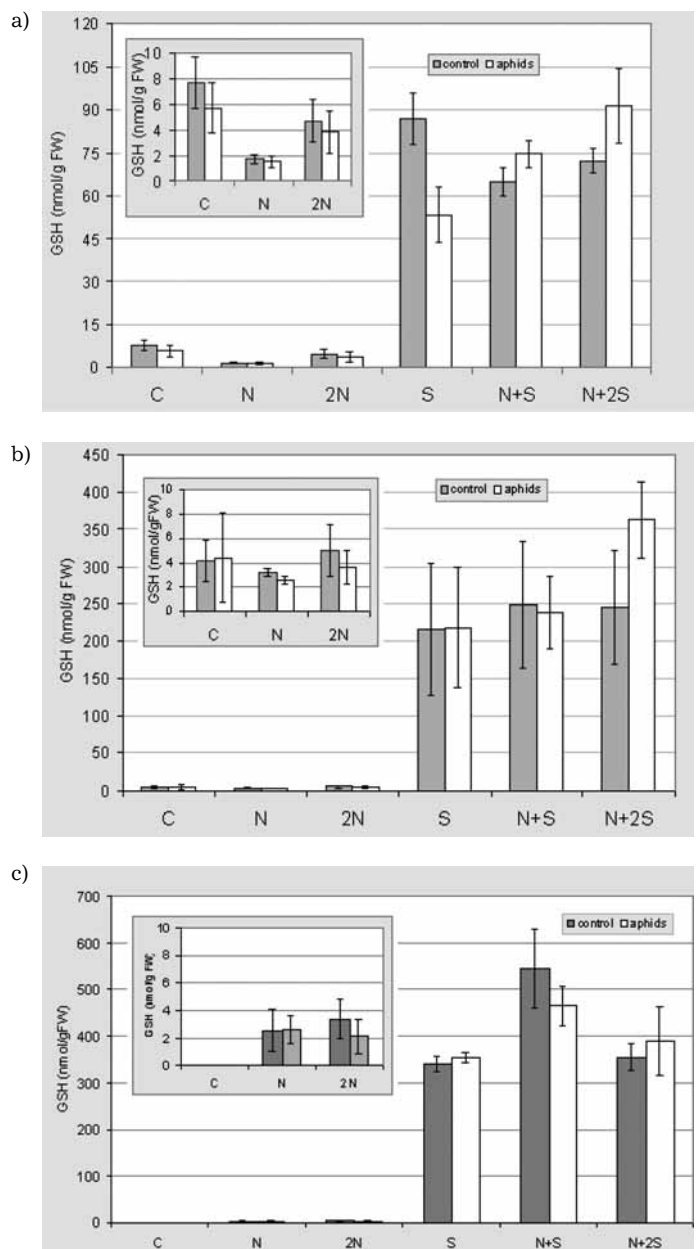 a)
120
105
90
75
60
45
30
15
0
GSH (nmol/g FW)
control aphids
C N 2N S N+S N+2S
10
8
6
4
2
0
GSH (nmol/g FW)
C N 2N
b)
450
400
350
300
250
200
150
100
50
0
GSH (nmol/g FW)
control aphids
C N 2N S N+S N+2S
10
8
6
4
2
0
GSH (nmol/gFW)
C N 2N
c)
700
600
500
400
300
200
100
0
GSH (nmol/gFW)
control aphids
C N 2N S N+S N+2S
10
8
6
4
2
0
GSH (nmol/g FW)
C N 2N